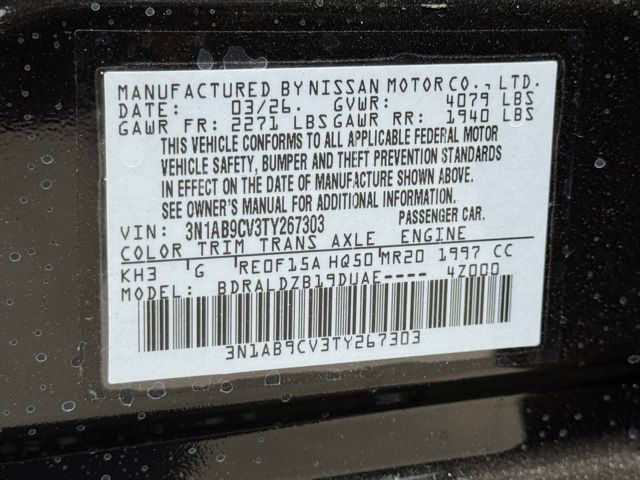 MANUFACTURED BY NISSAN MOTOR CO., LTD.
DATE: 03/26. GVWR: 4079 LBS
GAWR FR: 2271 LBS GAWR RR: 1940 LBS
THIS VEHICLE CONFORMS TO ALL APPLICABLE FEDERAL MOTOR
VEHICLE SAFETY, BUMPER AND THEFT PREVENTION STANDARDS
IN EFFECT ON THE DATE OF MANUFACTURE SHOWN ABOVE.
SEE OWNER'S MANUAL FOR ADDITIONAL INFORMATION.
VIN: 3N1AB9CV3TY267303 PASSENGER CAR.
COLOR TRIM TRANS AXLE ENGINE
KH3 G RE0F15A HQ50 MR20 1997 CC
MODEL: BDRALDZB19DUAE---- 4Z000
3N1AB9CV3TY267303